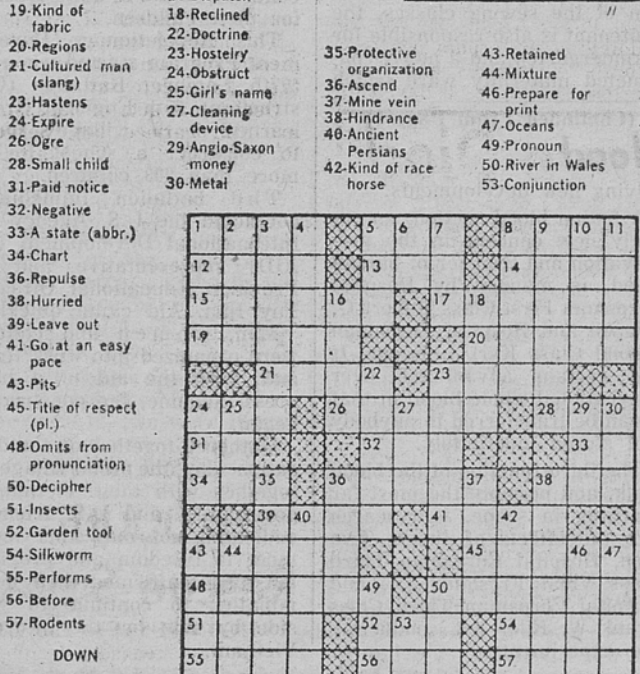 19-Kind of
fabric
20-Regions
21-Cultured man
(slang)
23-Hastens
24-Expire
26-Ogre
28-Small child
31-Paid notice
32-Negative
33-A state (abbr.)
34-Chart
36-Repulse
38-Hurried
39-Leave out
41-Go at an easy
pace
43-Pits
45-Title of respect
(pl.)
48-Omits from
pronunciation
50-Decipher
51-Insects
52-Garden tool
54-Silkworm
55-Performs
56-Before
57-Rodents
DOWN
18-Reclined
22-Doctrine
23-Hostelry
24-Obstruct
25-Girl's name
27-Cleaning
device
29-Anglo-Saxon
money
30-Metal
35-Protective
organization
36-Ascend
37-Mine vein
38-Hindrance
40-Ancient
Persians
42-Kind of race
horse
43-Retained
44-Mixture
46-Prepare for
print
47-Oceans
49-Pronoun
50-River in Wales
53-Conjunction
2 3 4 5 6 7 8 9 10 11
12 13 14
15 16 17 18
19 20
21 22 23
24 25 26 27 28 29 30
31 32 33
34 35 36 37 38
39 40 41 42
43 44 45 46 47
48 49 50
51 52 53 54
55 56 57